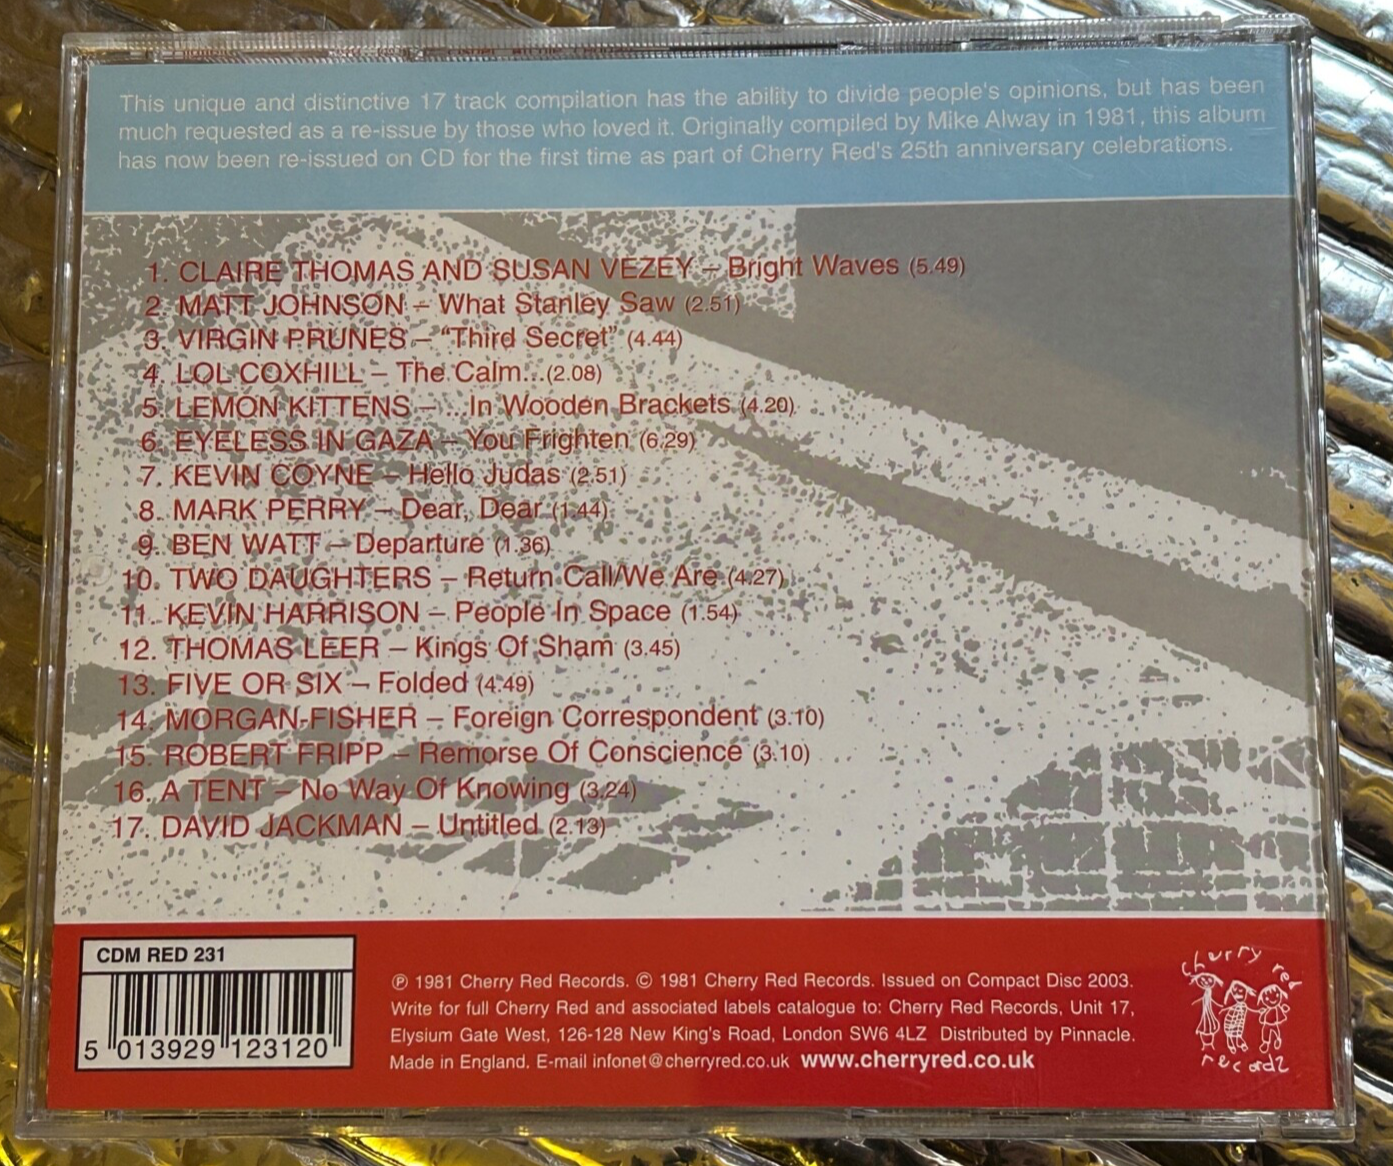 This unique and distinctive 17 track compilation has the ability to divide people's opinions, but has been
much requested as a re-issue by those who loved it. Originally compiled by Mike Alway in 1981, this album
has now been re-issued on CD for the first time as part of Cherry Red's 25th anniversary celebrations.
1. CLAIRE THOMAS AND SUSAN VEZEY – Bright Waves (5.49)
2. MATT JOHNSON – What Stanley Saw (2.51)
3. VIRGIN PRUNES – “Third Secret” (4.44)
4. LOL COXHILL – The Calm...(2.08)
5. LEMON KITTENS – ...In Wooden Brackets (4.20)
6. EYELESS IN GAZA – You Frighten (6.29)
7. KEVIN COYNE – Hello Judas (2.51)
8. MARK PERRY – Dear, Dear (1.44)
9. BEN WATT – Departure (1.36)
10. TWO DAUGHTERS – Return Call/We Are (4.27)
11. KEVIN HARRISON – People In Space (1.54)
12. THOMAS LEER – Kings Of Sham (3.45)
13. FIVE OR SIX – Folded (4.49)
14. MORGAN-FISHER – Foreign Correspondent (3.10)
15. ROBERT FRIPP – Remorse Of Conscience (3.10)
16. A TENT – No Way Of Knowing (3.24)
17. DAVID JACKMAN – Untitled (2.13)
CDM RED 231
5 013929 123120
℗ 1981 Cherry Red Records. © 1981 Cherry Red Records. Issued on Compact Disc 2003.
Write for full Cherry Red and associated labels catalogue to: Cherry Red Records, Unit 17,
Elysium Gate West, 126-128 New King's Road, London SW6 4LZ Distributed by Pinnacle.
Made in England. E-mail infonet@cherryred.co.uk www.cherryred.co.uk
cherry red
records